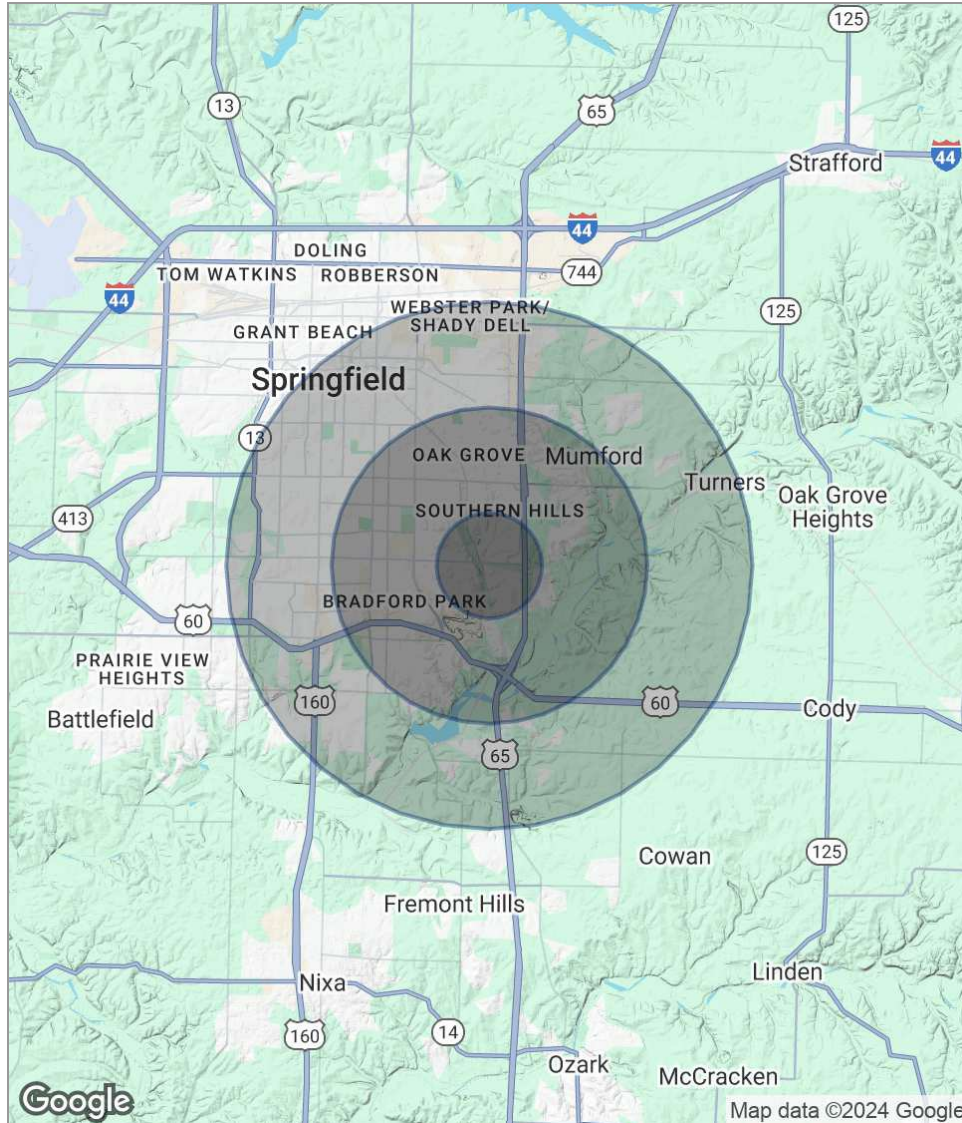 125
13
65
Strafford
44
44
DOLING
TOM WATKINS
ROBBERSON
744
44
WEBSTER PARK/
SHADY DELL
125
GRANT BEACH
Springfield
13
OAK GROVE
Mumford
Turners
Oak Grove
Heights
413
SOUTHERN HILLS
BRADFORD PARK
60
PRAIRIE VIEW
HEIGHTS
Battlefield
160
60
Cody
65
Cowan
125
Fremont Hills
Nixa
Linden
160
14
Ozark
McCracken
Google
Map data ©2024 Google